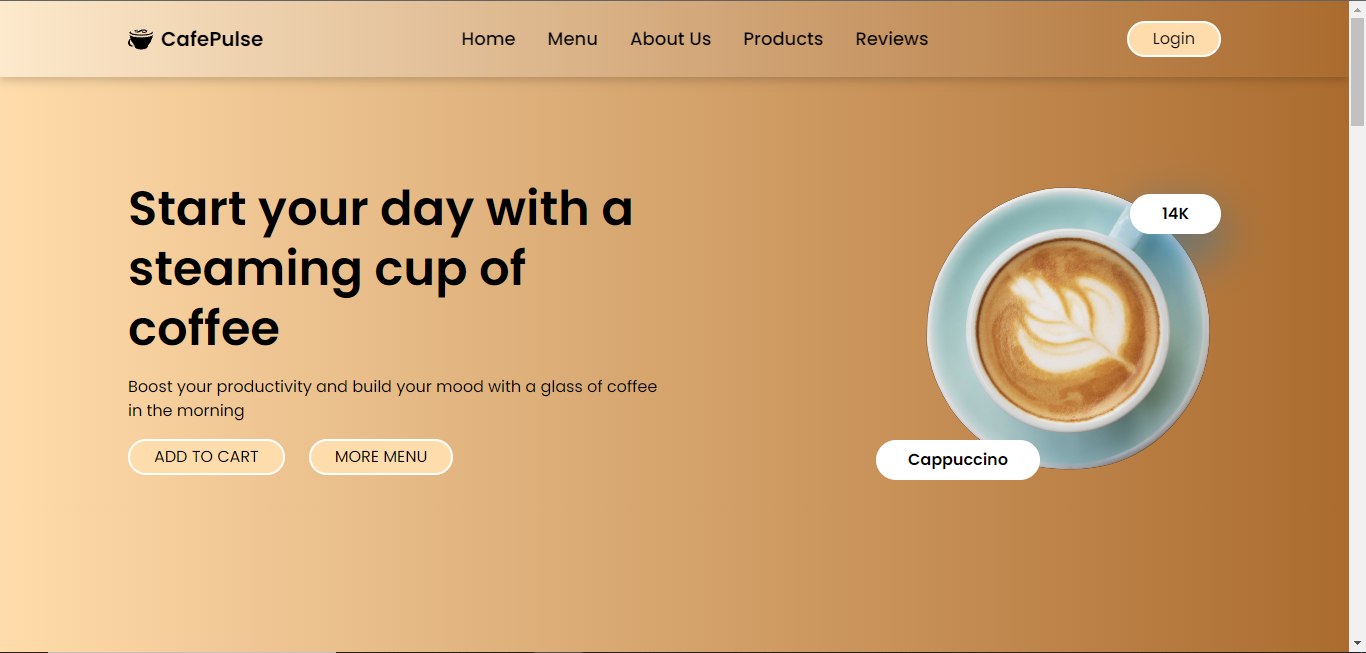 CafePulse
Home Menu About Us Products Reviews
Login
Start your day with a
steaming cup of
coffee
Boost your productivity and build your mood with a glass of coffee
in the morning
ADD TO CART MORE MENU
14K
Cappuccino